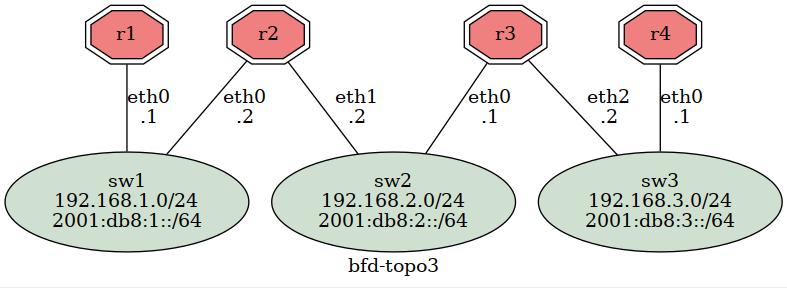 r1
r2
r3
r4
eth0
.1
eth0
.2
eth1
.2
eth0
.1
eth2
.2
eth0
.1
sw1
192.168.1.0/24
2001:db8:1::/64
sw2
192.168.2.0/24
2001:db8:2::/64
sw3
192.168.3.0/24
2001:db8:3::/64
bfd-topo3